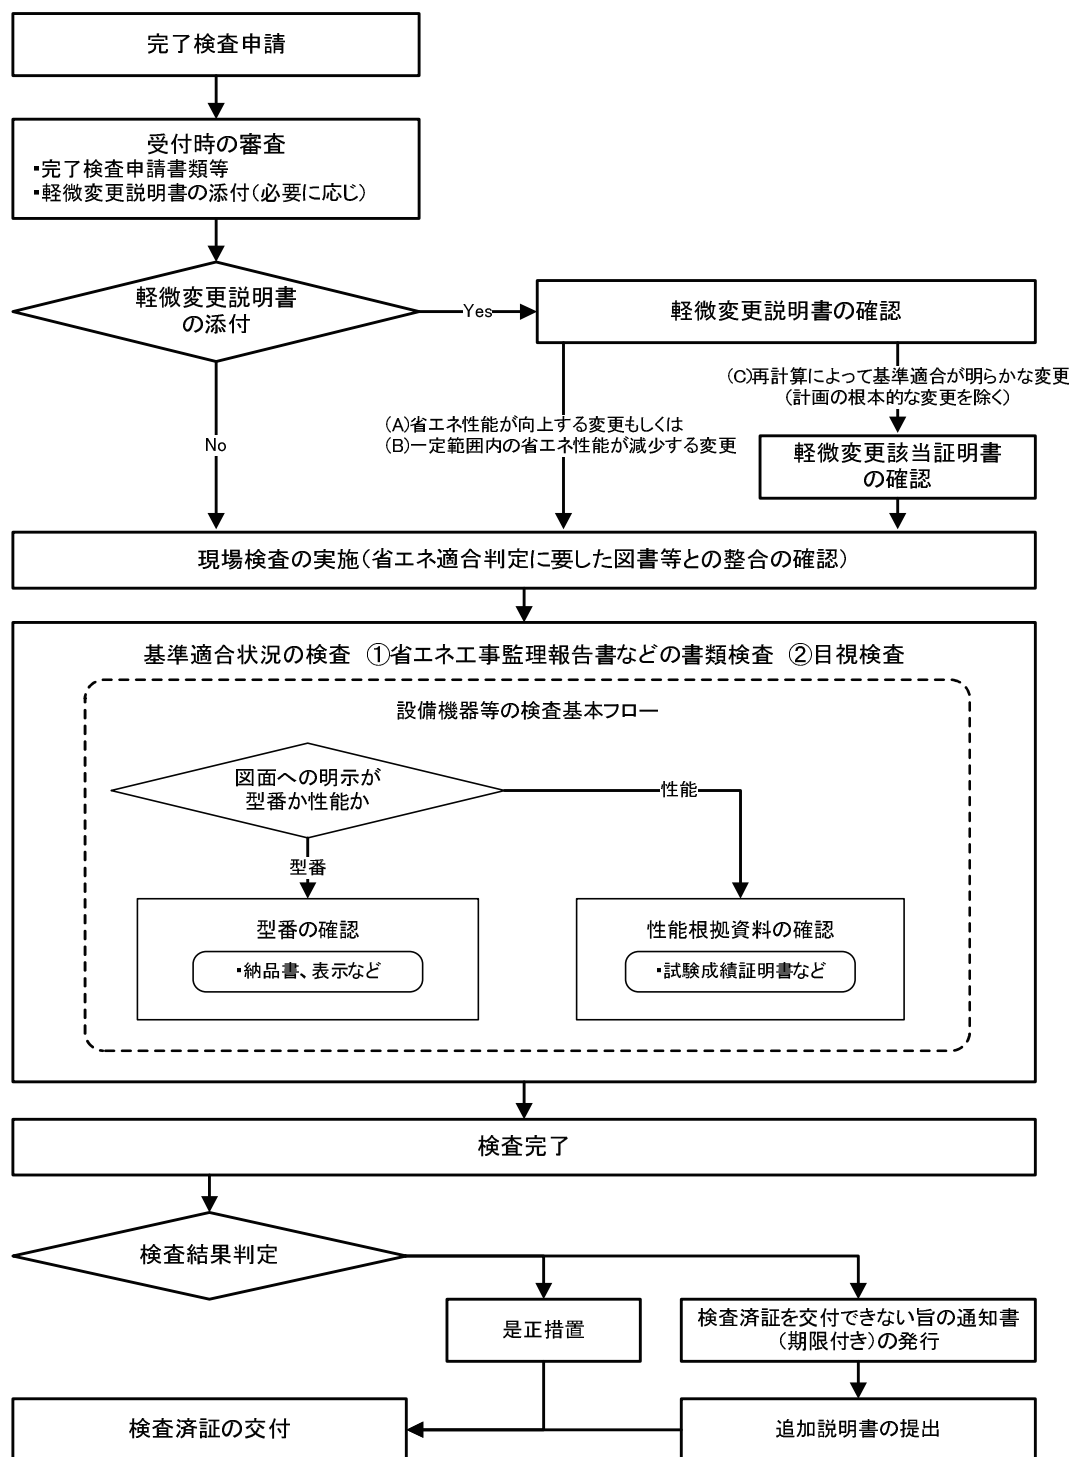 完了検査申請
受付時の審査
・完了検査申請書類等
・軽微変更説明書の添付(必要に応じ)
軽微変更説明書
の添付
Yes
軽微変更説明書の確認
No
(A)省エネ性能が向上する変更もしくは
(B)一定範囲内の省エネ性能が減少する変更
(C)再計算によって基準適合が明らかな変更
(計画の根本的な変更を除く)
軽微変更該当証明書
の確認
現場検査の実施(省エネ適合判定に要した図書等との整合の確認)
基準適合状況の検査 ①省エネ工事監理報告書などの書類検査 ②目視検査
設備機器等の検査基本フロー
図面への明示が
型番か性能か
性能
型番
型番の確認
・納品書、表示など
性能根拠資料の確認
・試験成績証明書など
検査完了
検査結果判定
是正措置
検査済証を交付できない旨の通知書
(期限付き)の発行
検査済証の交付
追加説明書の提出